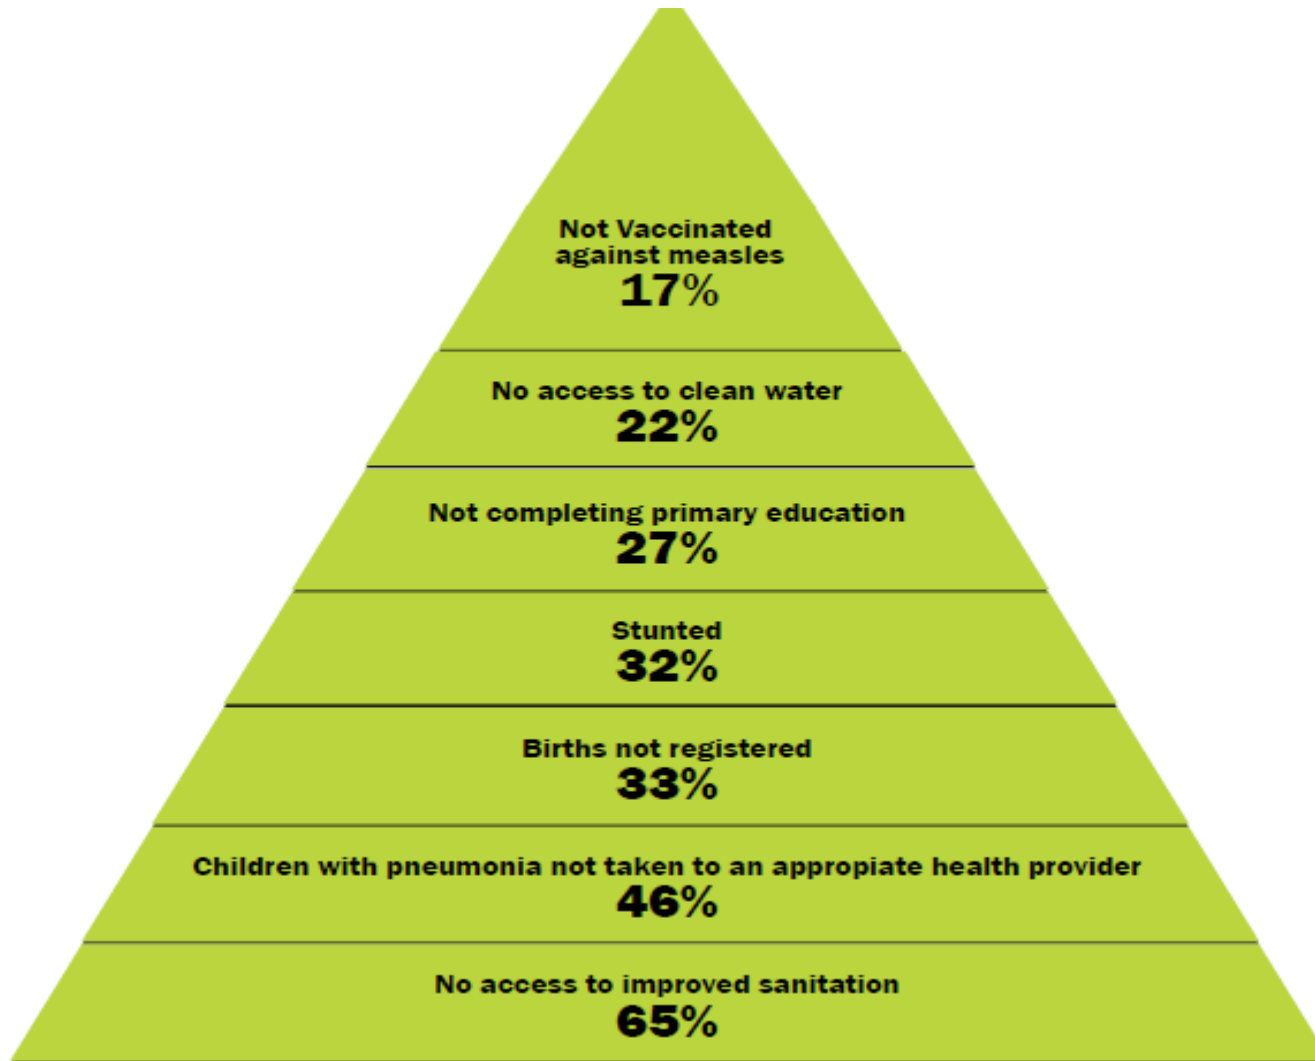 Not Vaccinated
against measles
17%
No access to clean water
22%
Not completing primary education
27%
Stunted
32%
Births not registered
33%
Children with pneumonia not taken to an appropiate health provider
46%
No access to improved sanitation
65%